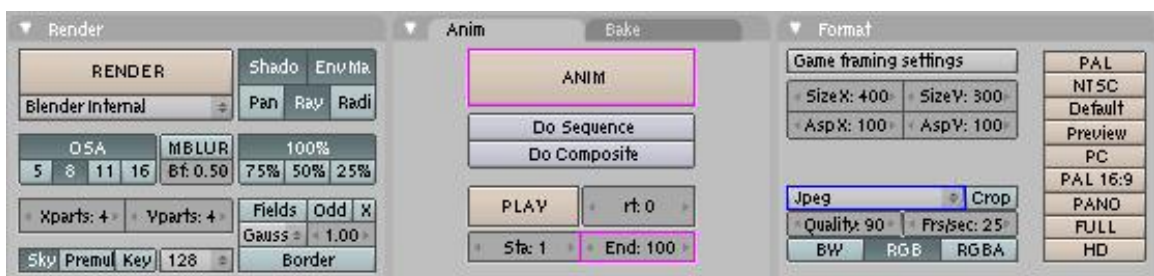 Render
RENDER
Blender Internal
Shado EnvMa
Pan Ray Radi
OSA
5 8 11 16
MBLUR
Bf: 0.50
100%
75% 50% 25%
Xparts: 4 Yparts: 4
Fields Odd X
Gauss 1.00
Sky Premul Key 128
Border
Anim Bake
ANIM
Do Sequence
Do Composite
PLAY rt: 0
Sta: 1 End: 100
Format
Game framing settings
SizeX: 400 SizeY: 300
AspX: 100 AspY: 100
Jpeg Crop
Quality: 90 Frs/sec: 25
BW RGB RGBA
PAL
NTSC
Default
Preview
PC
PAL 16:9
PANO
FULL
HD